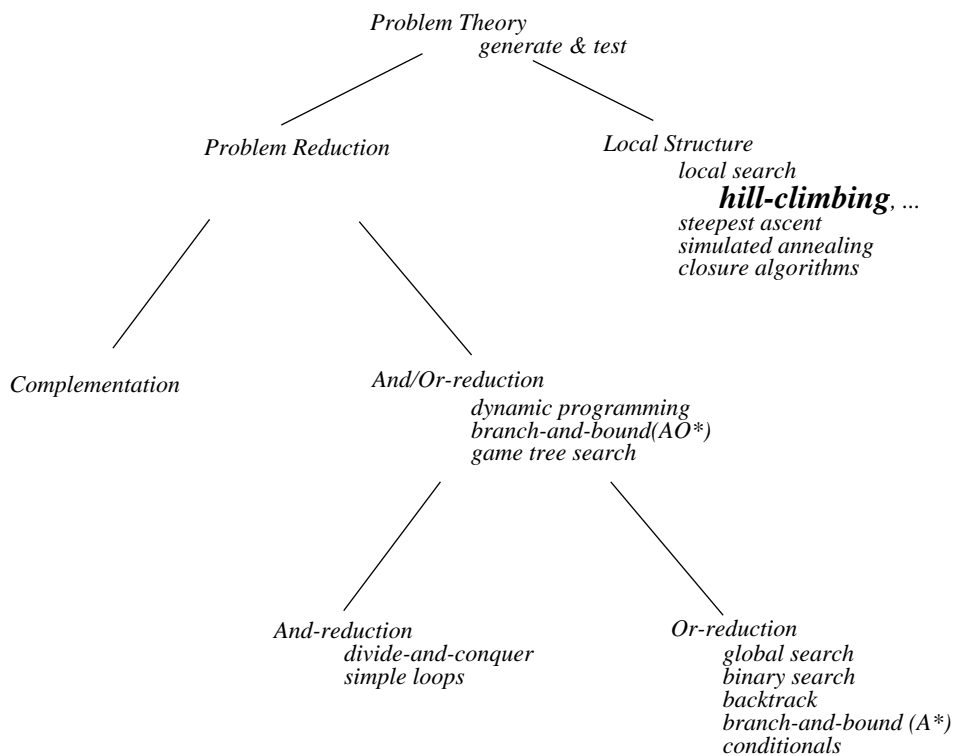 Problem Theory
generate & test
Problem Reduction
Local Structure
local search
hill-climbing, ...
steepest ascent
simulated annealing
closure algorithms
Complementation
And/Or-reduction
dynamic programming
branch-and-bound(AO*)
game tree search
And-reduction
divide-and-conquer
simple loops
Or-reduction
global search
binary search
backtrack
branch-and-bound (A*)
conditionals